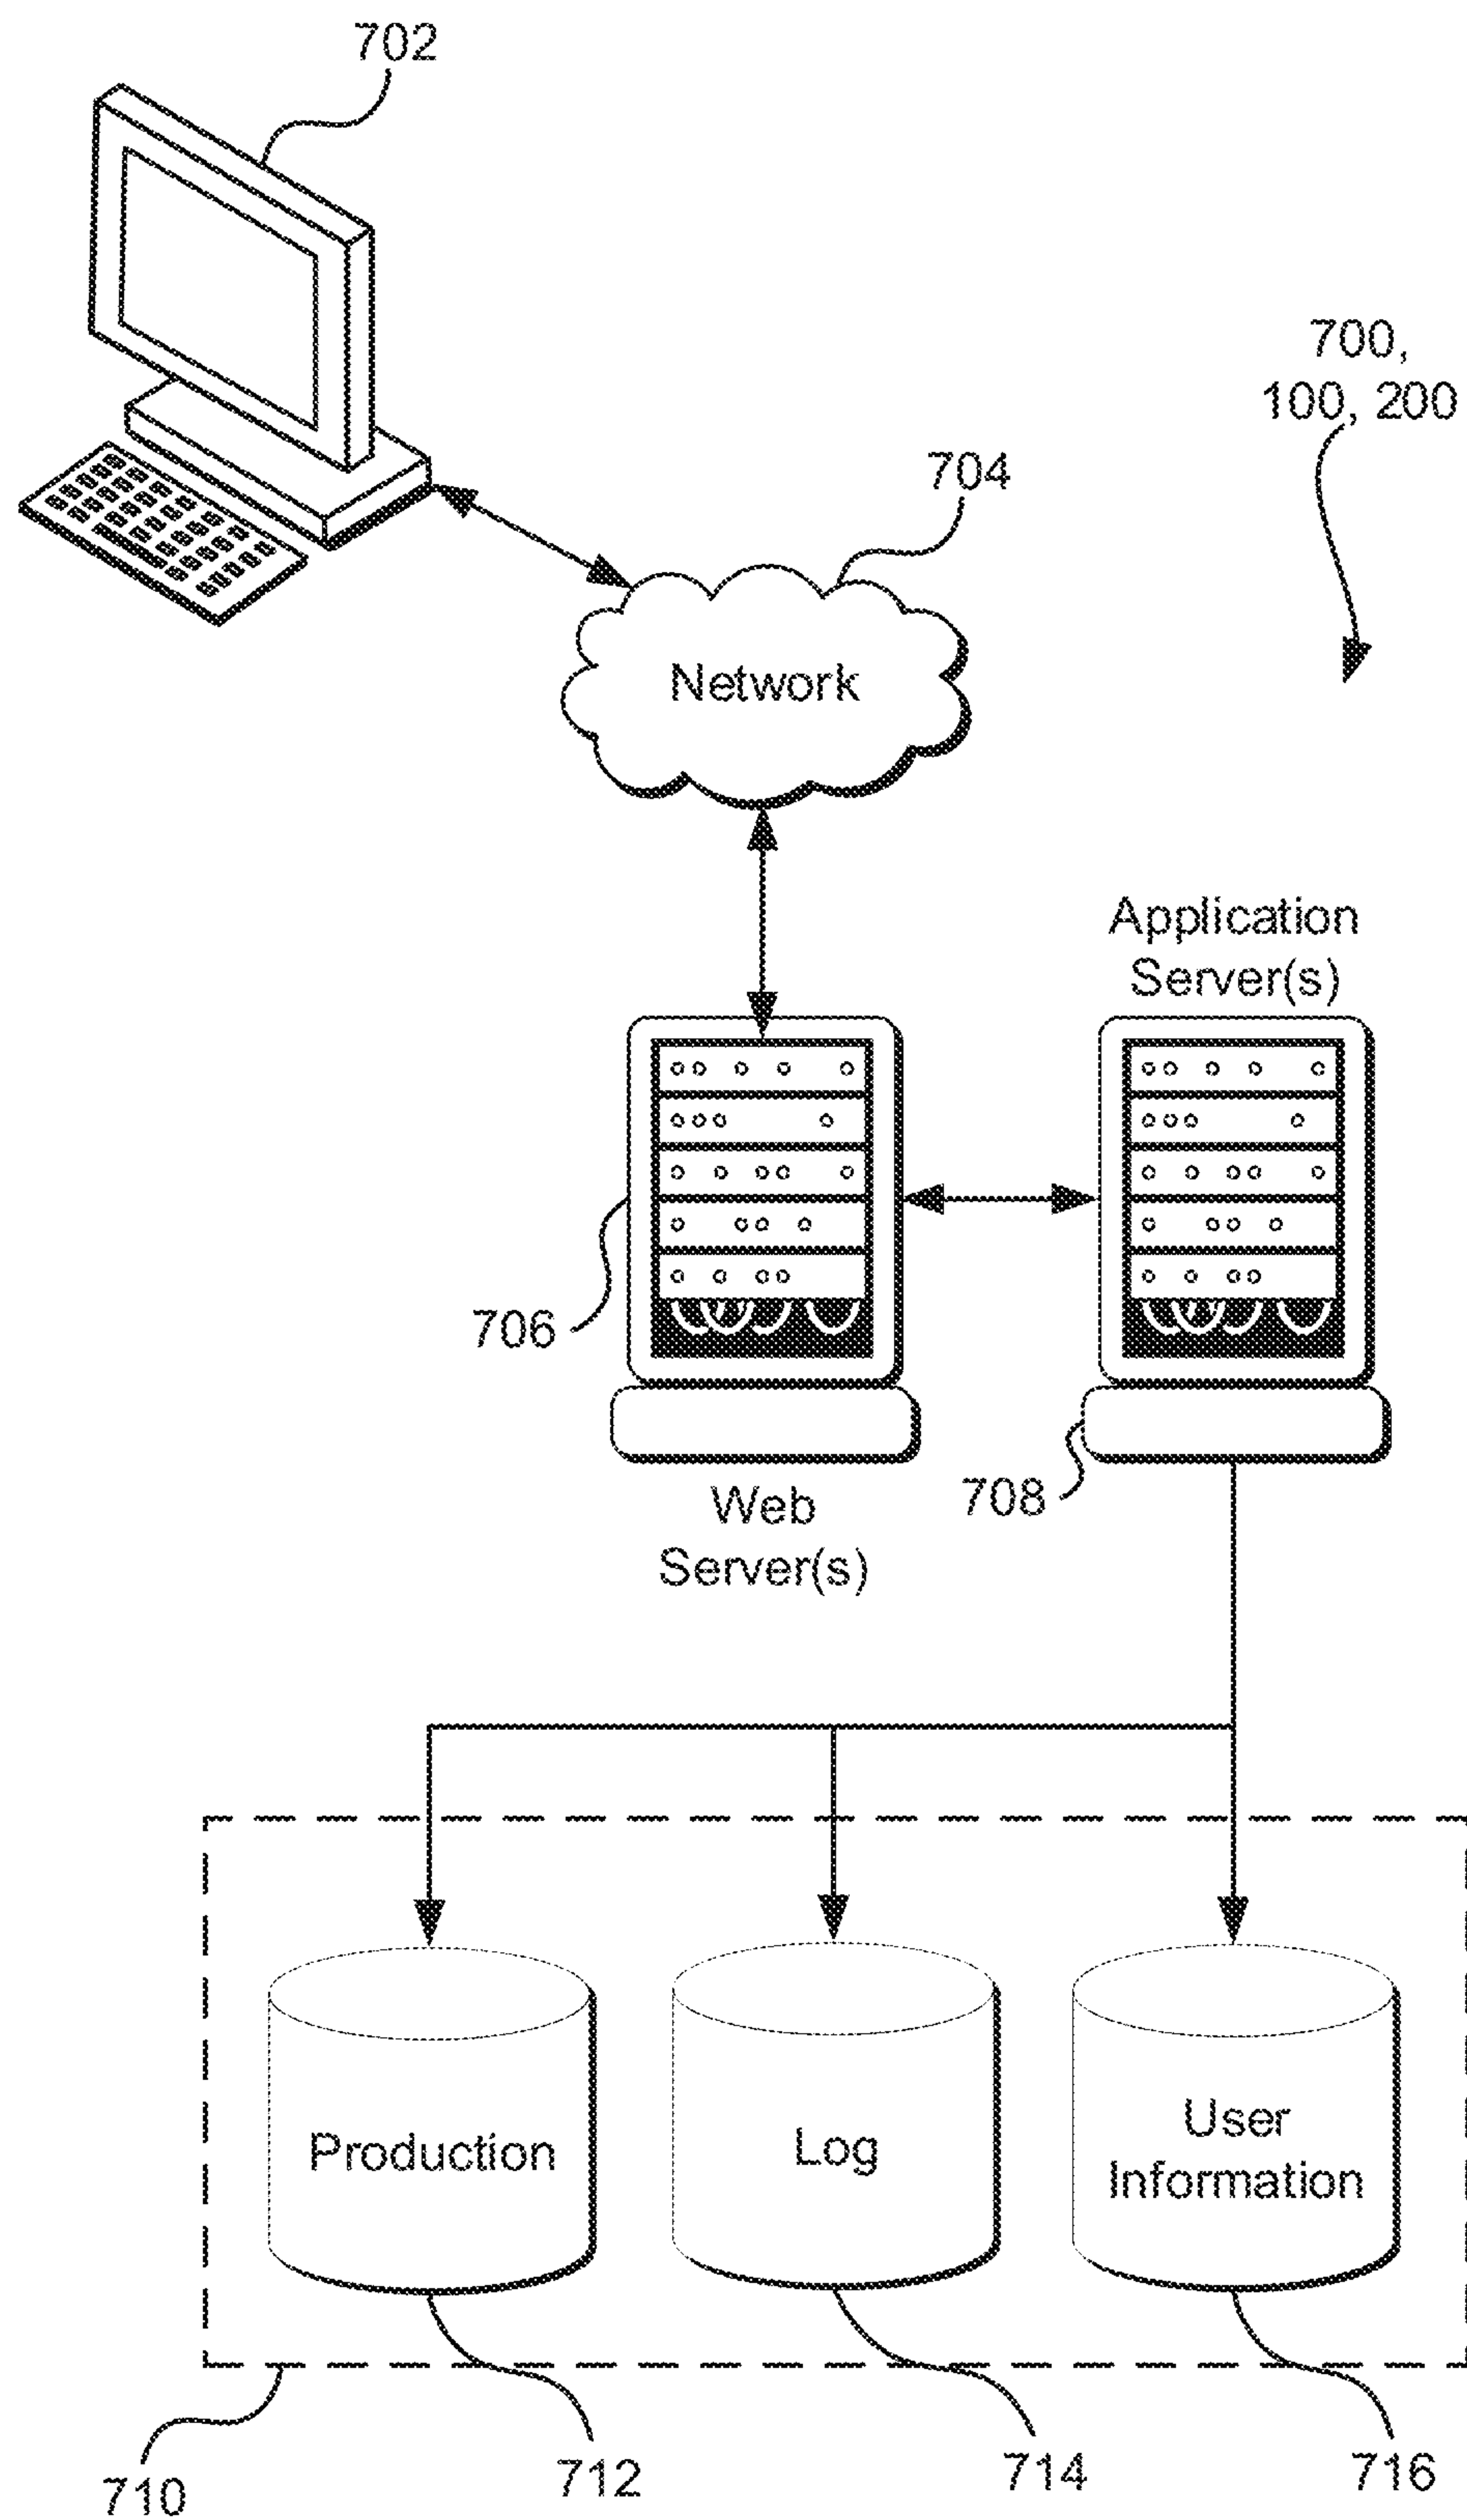 702
700,
100, 200
704
Network
Application
Server(s)
706
708
Web
Server(s)
Production
Log
User
Information
710
712
714
716